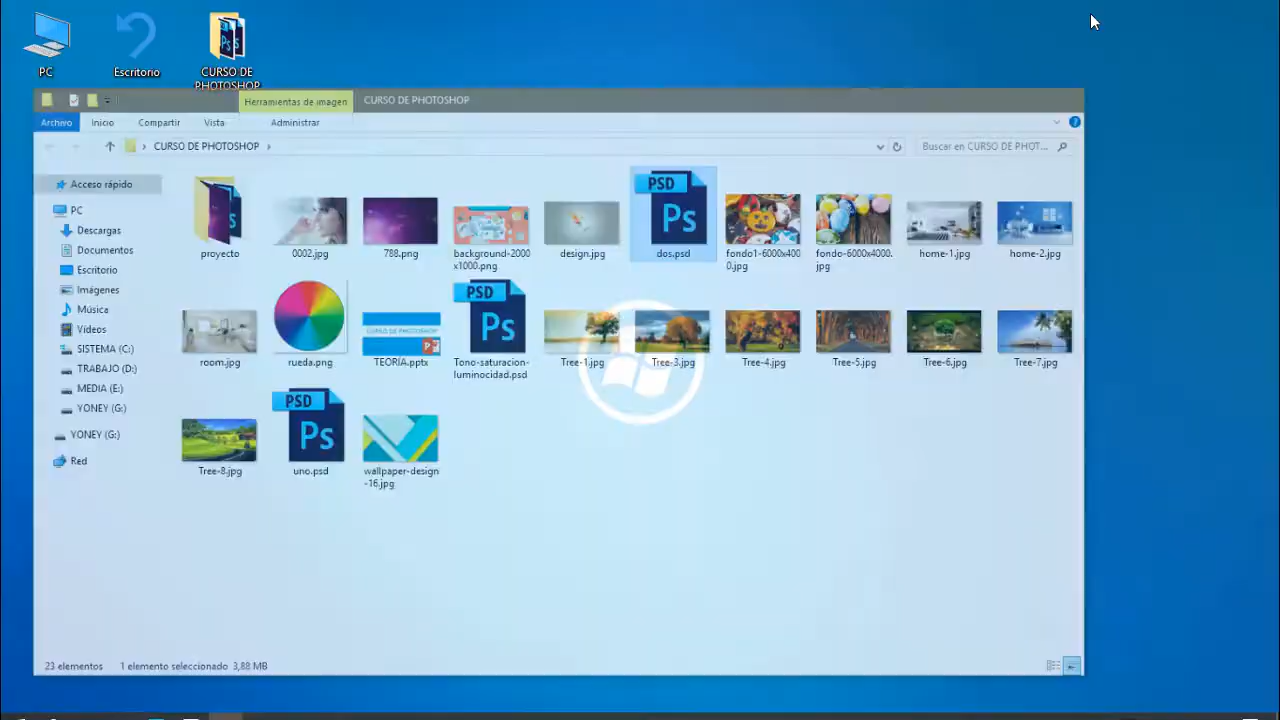 PC
Escritorio
CURSO DE
PHOTOSHOP
Herramientas de imagen
CURSO DE PHOTOSHOP
Archivo
Inicio
Compartir
Vista
Administrar
CURSO DE PHOTOSHOP
Buscar en CURSO DE PHOT...
Acceso rápido
PC
Descargas
Documentos
Escritorio
Imágenes
Música
Vídeos
SISTEMA (C:)
TRABAJO (D:)
MEDIA (E:)
YONEY (G:)
YONEY (G:)
Red
proyecto
0002.jpg
788.png
background-2000
x1000.png
design.jpg
PSD
Ps
dos.psd
fondo1-6000x400
0.jpg
fondo-6000x4000.
jpg
home-1.jpg
home-2.jpg
room.jpg
rueda.png
CURSO DE PHOTOSHOP
TEORÍA.pptx
PSD
Ps
Tono-saturacion-
luminocidad.psd
Tree-1.jpg
Tree-3.jpg
Tree-4.jpg
Tree-5.jpg
Tree-6.jpg
Tree-7.jpg
Tree-8.jpg
PSD
Ps
uno.psd
wallpaper-design
-16.jpg
23 elementos
1 elemento seleccionado 3,88 MB